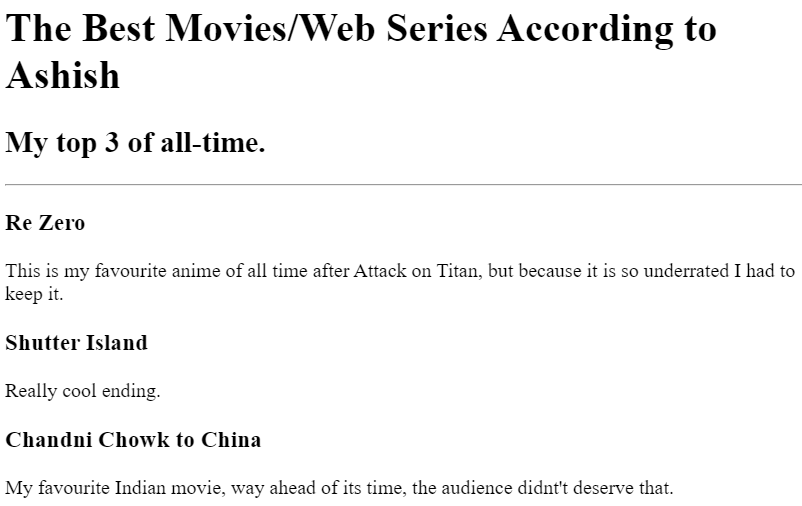 The Best Movies/Web Series According to
Ashish
My top 3 of all-time.
Re Zero
This is my favourite anime of all time after Attack on Titan, but because it is so underrated I had to
keep it.
Shutter Island
Really cool ending.
Chandni Chowk to China
My favourite Indian movie, way ahead of its time, the audience didnt't deserve that.